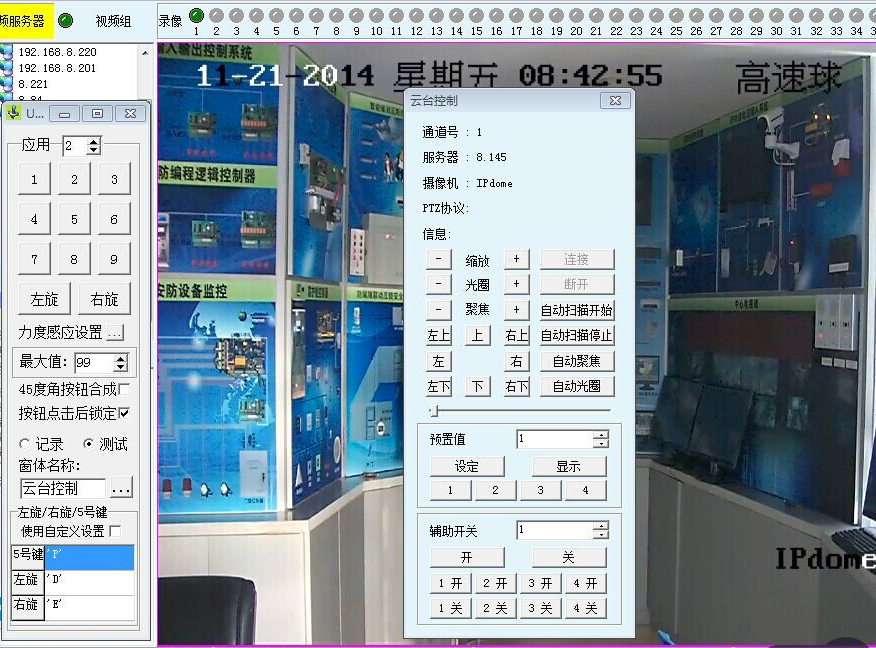 频服务器 视频组 录像
1 2 3 4 5 6 7 8 9 10 11 12 13 14 15 16 17 18 19 20 21 22 23 24 25 26 27 28 29 30 31 32 33 34
192.168.8.220
192.168.8.201
8.221
8.84
U...
应用 2
1 2 3
4 5 6
7 8 9
左旋 右旋
力度感应设置 ...
最大值: 99
45度角按钮合成
按钮点击后锁定
记录 测试
窗体名称:
云台控制 ...
左旋/右旋/5号键
使用自定义设置
5号键 'P'
左旋 'D'
右旋 'E'
输入输出控制系统
11-21-2014 星期五 08:42:55
高速球
防编程逻辑控制器
安防设备监控
中心电视墙
IPdome
云台控制
通道号 : 1
服务器 : 8.145
摄像机 : IPdome
PTZ协议:
信息:
- 缩放 + 连接
- 光圈 + 断开
- 聚焦 + 自动扫描开始
左上 上 右上 自动扫描停止
左 右 自动聚焦
左下 下 右下 自动光圈
预置值 1
设定 显示
1 2 3 4
辅助开关 1
开 关
1 开 2 开 3 开 4 开
1 关 2 关 3 关 4 关